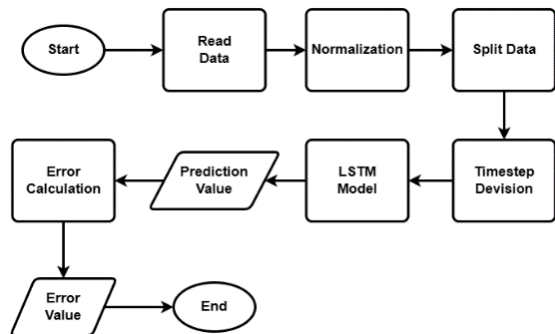 Start
Read
Data
Normalization
Split Data
Timestep
Devision
LSTM
Model
Prediction
Value
Error
Calculation
Error
Value
End